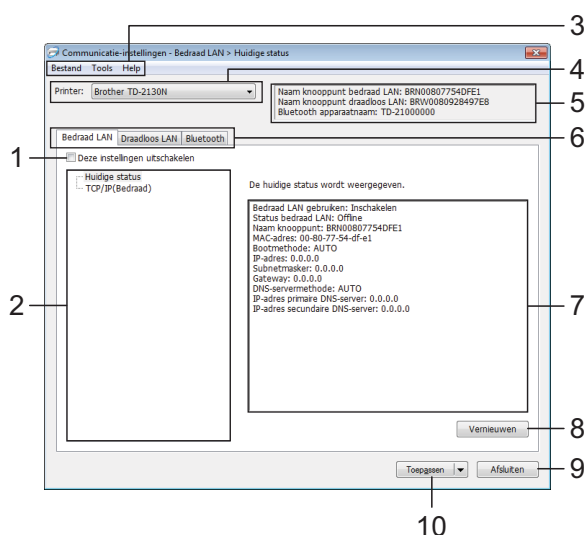 3
Communicatie-instellingen - Bedraad LAN > Huidige status
Bestand Tools Help
4
Printer: Brother TD-2130N
Naam knooppunt bedraad LAN: BRN00807754DFE1
Naam knooppunt draadloos LAN: BRW0080928497E8
Bluetooth apparaatnaam: TD-21000000
5
Bedraad LAN Draadloos LAN Bluetooth
6
1
Deze instellingen uitschakelen
Huidige status
TCP/IP(Bedraad)
De huidige status wordt weergegeven.
Bedraad LAN gebruiken: Inschakelen
Status bedraad LAN: Offline
Naam knooppunt: BRN00807754DFE1
MAC-adres: 00-80-77-54-df-e1
Bootmethode: AUTO
IP-adres: 0.0.0.0
Subnetmasker: 0.0.0.0
Gateway: 0.0.0.0
DNS-servermethode: AUTO
IP-adres primaire DNS-server: 0.0.0.0
IP-adres secundaire DNS-server: 0.0.0.0
2
7
Vernieuwen
8
Toepassen
Afsluiten
9
10